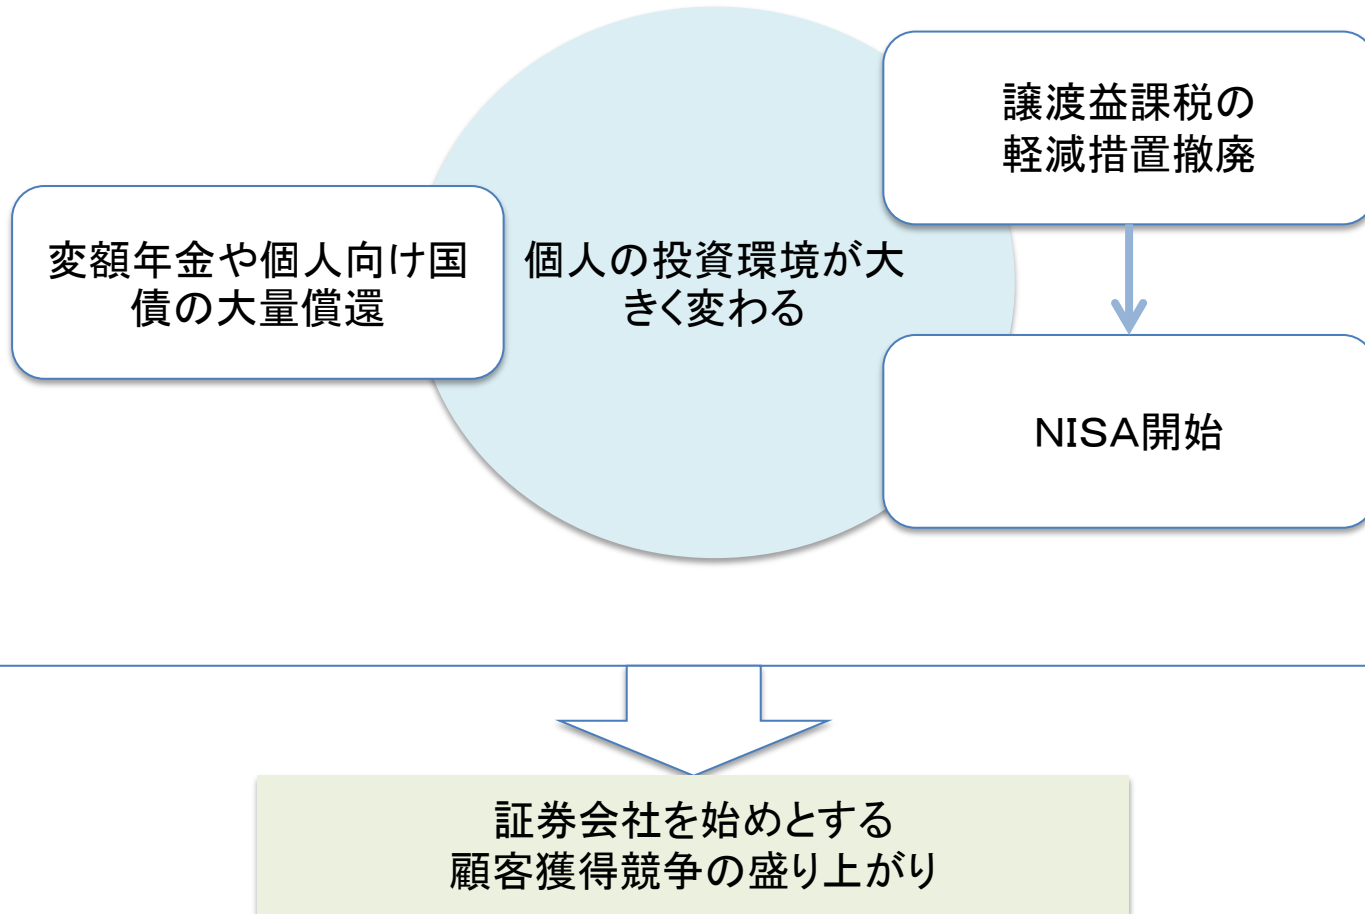 譲渡益課税の
軽減措置撤廃
変額年金や個人向け国
債の大量償還
個人の投資環境が大
きく変わる
NISA開始
証券会社を始めとする
顧客獲得競争の盛り上がり